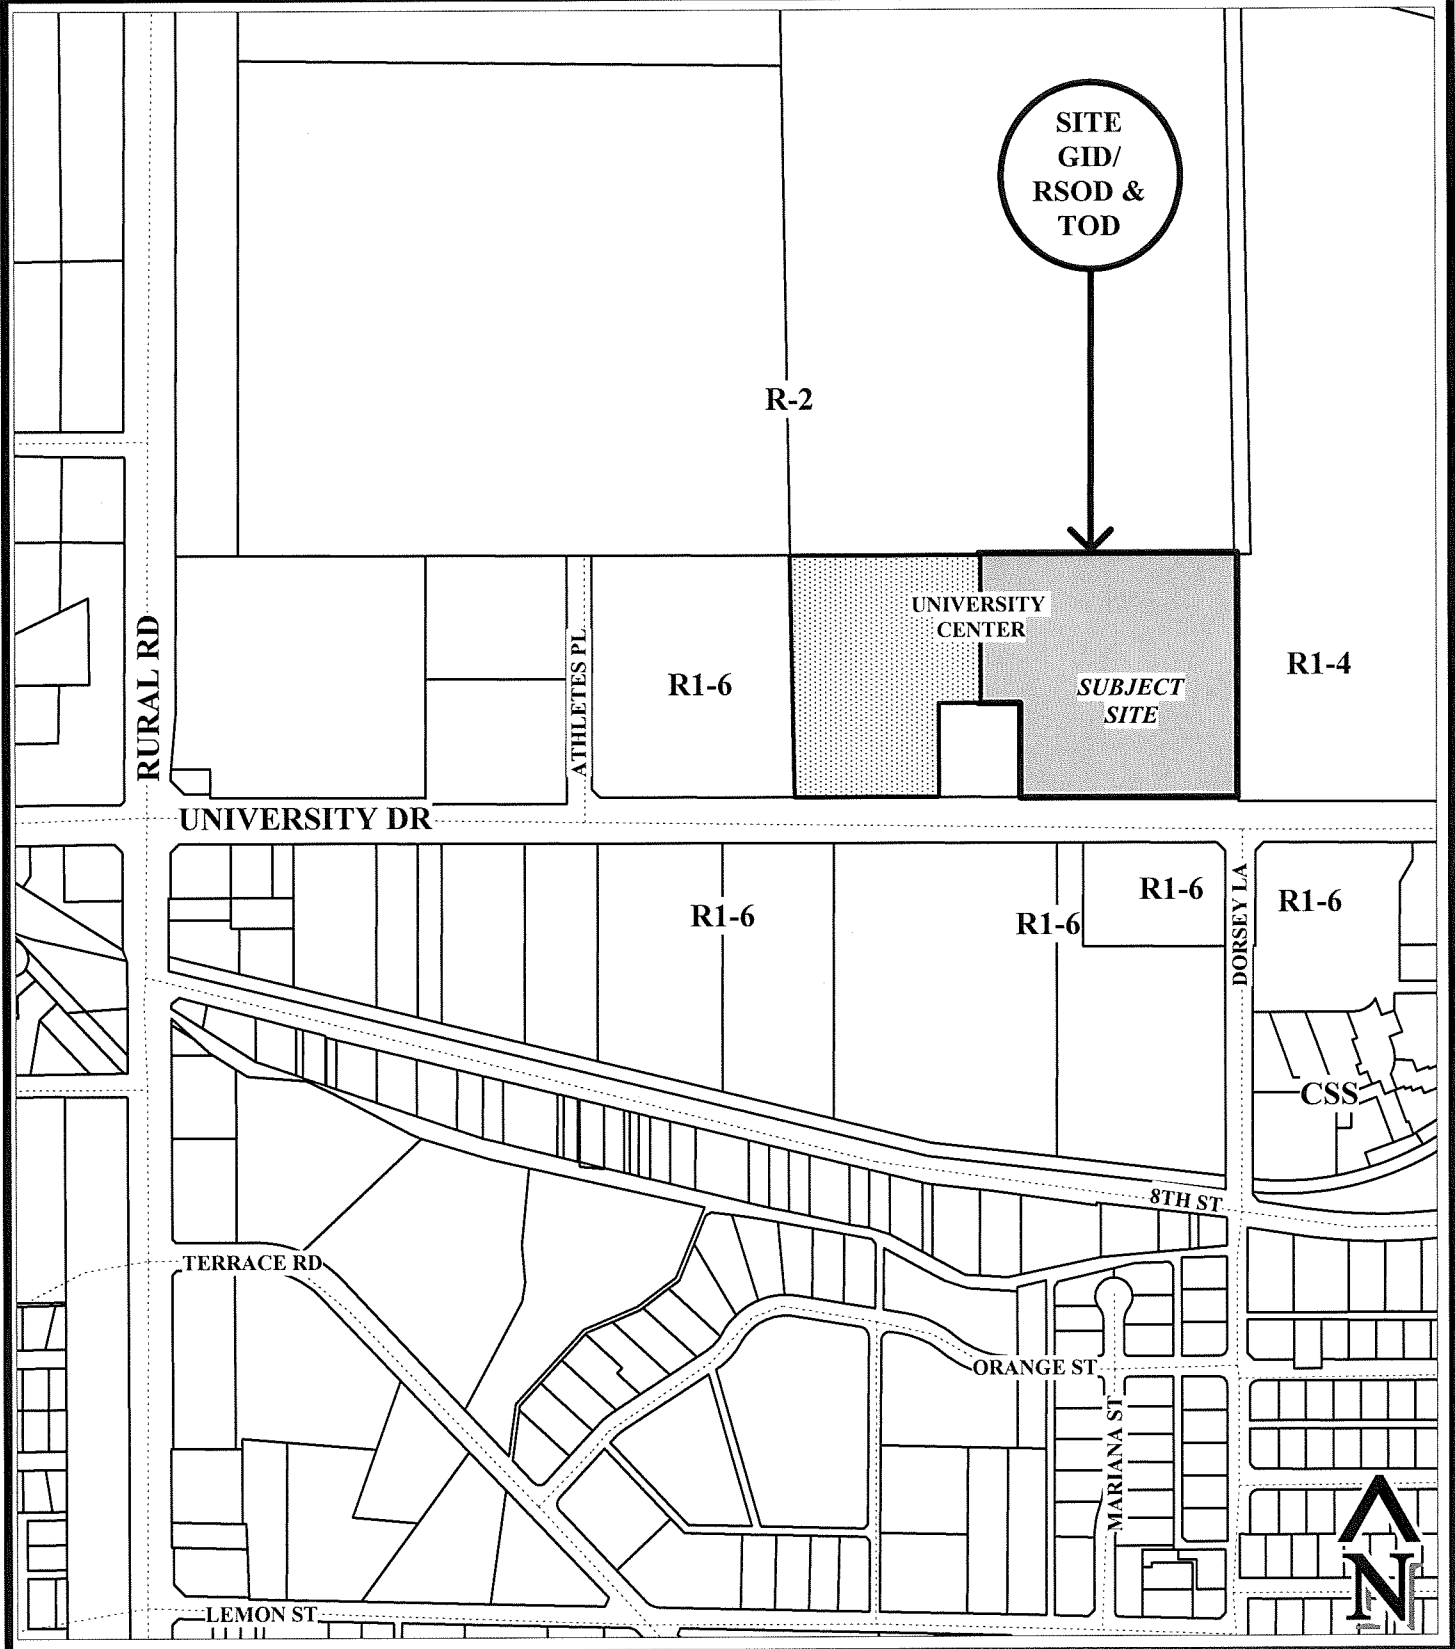 SITE
GID/
RSOD &
TOD
R-2
UNIVERSITY
CENTER
RURAL RD
ATHLETES PL
R1-6
SUBJECT
SITE
R1-4
UNIVERSITY DR
R1-6
R1-6
R1-6
DORSEY LA
R1-6
CSS
8TH ST
TERRACE RD
ORANGE ST
MARIANA ST
LEMON ST
N